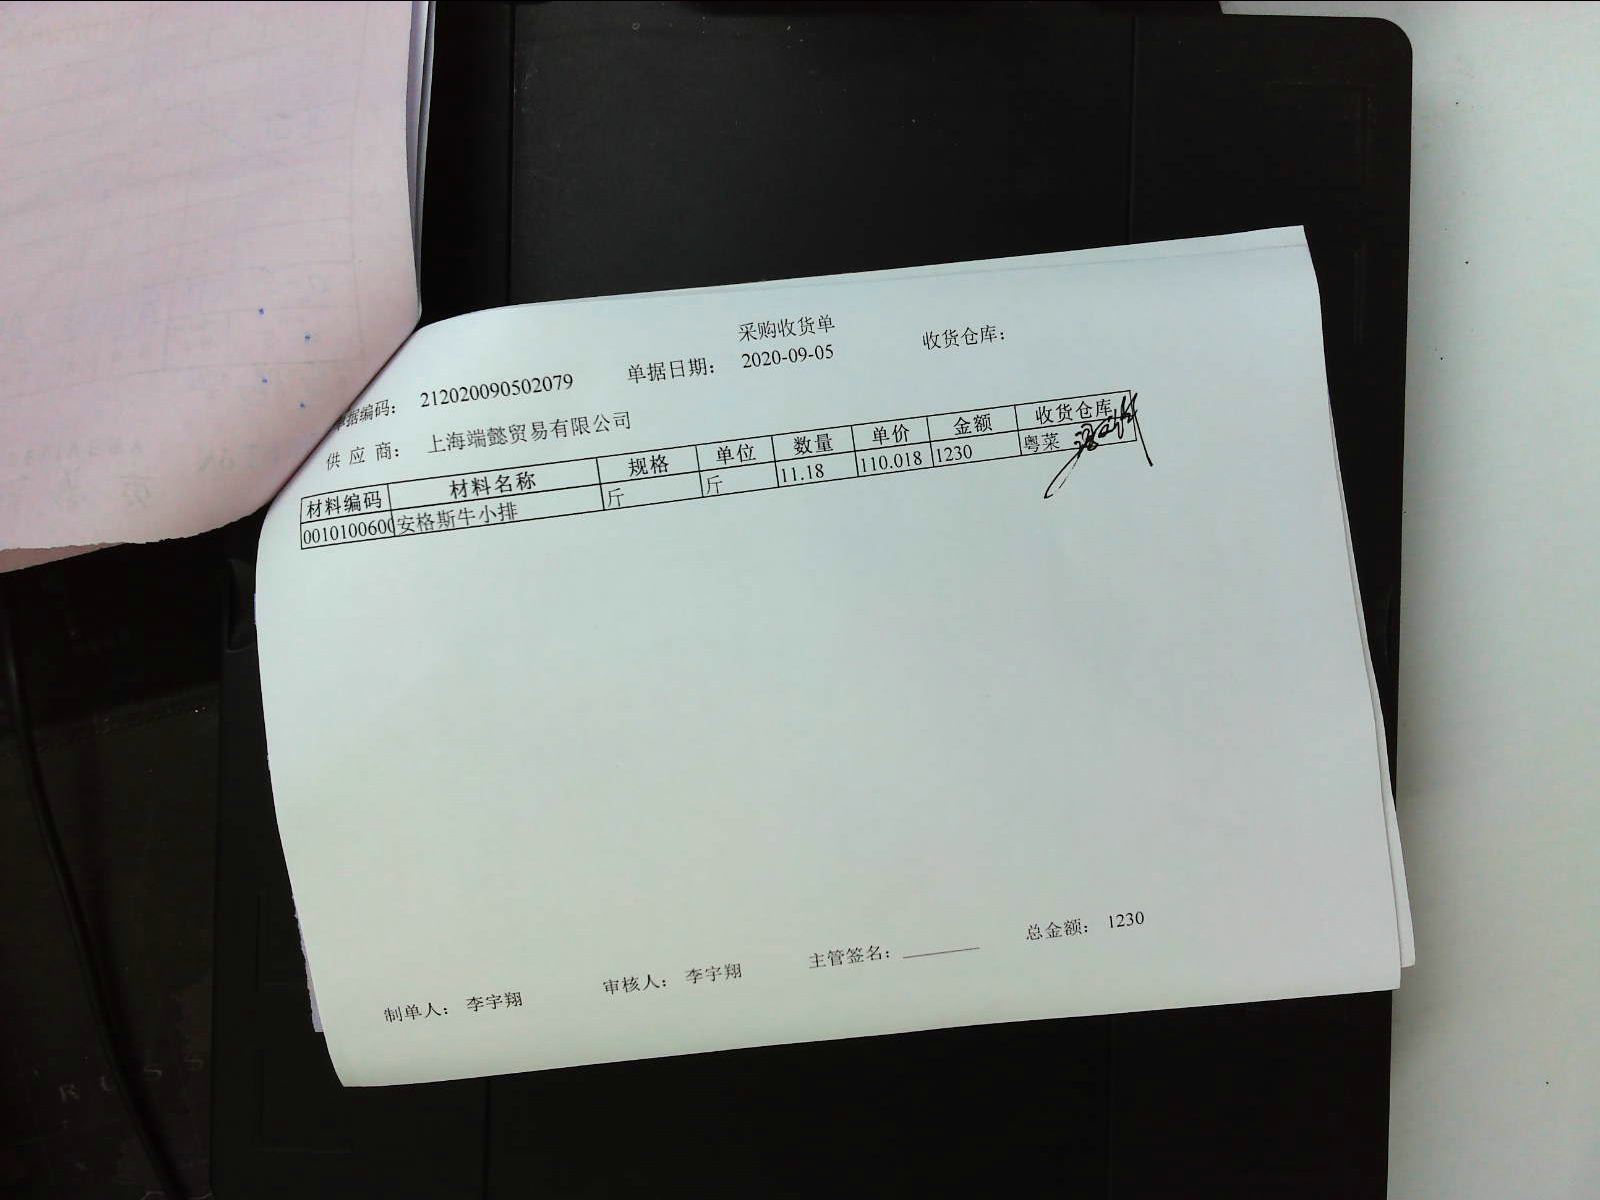 采购收货单
单据编码: 212020090502079 单据日期: 2020-09-05 收货仓库:
供 应 商: 上海端懿贸易有限公司
材料编码 材料名称 规格 单位 数量 单价 金额 收货仓库
0010100600 安格斯牛小排 斤 斤 11.18 110.018 1230 粤菜
制单人: 李宇翔 审核人: 李宇翔 主管签名: 总金额: 1230